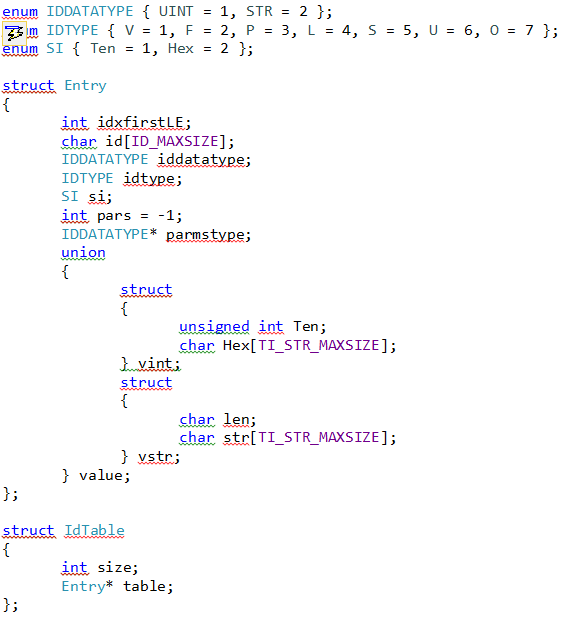 enum IDDATATYPE { UINT = 1, STR = 2 };
m IDTYPE { V = 1, F = 2, P = 3, L = 4, S = 5, U = 6, O = 7 };
enum SI { Ten = 1, Hex = 2 };
struct Entry
{
int idxfirstLE;
char id[ID_MAXSIZE];
IDDATATYPE iddatatype;
IDTYPE idtype;
SI si;
int pars = -1;
IDDATATYPE* parmstype;
union
{
struct
{
unsigned int Ten;
char Hex[TI_STR_MAXSIZE];
} vint;
struct
{
char len;
char str[TI_STR_MAXSIZE];
} vstr;
} value;
};
struct IdTable
{
int size;
Entry* table;
};